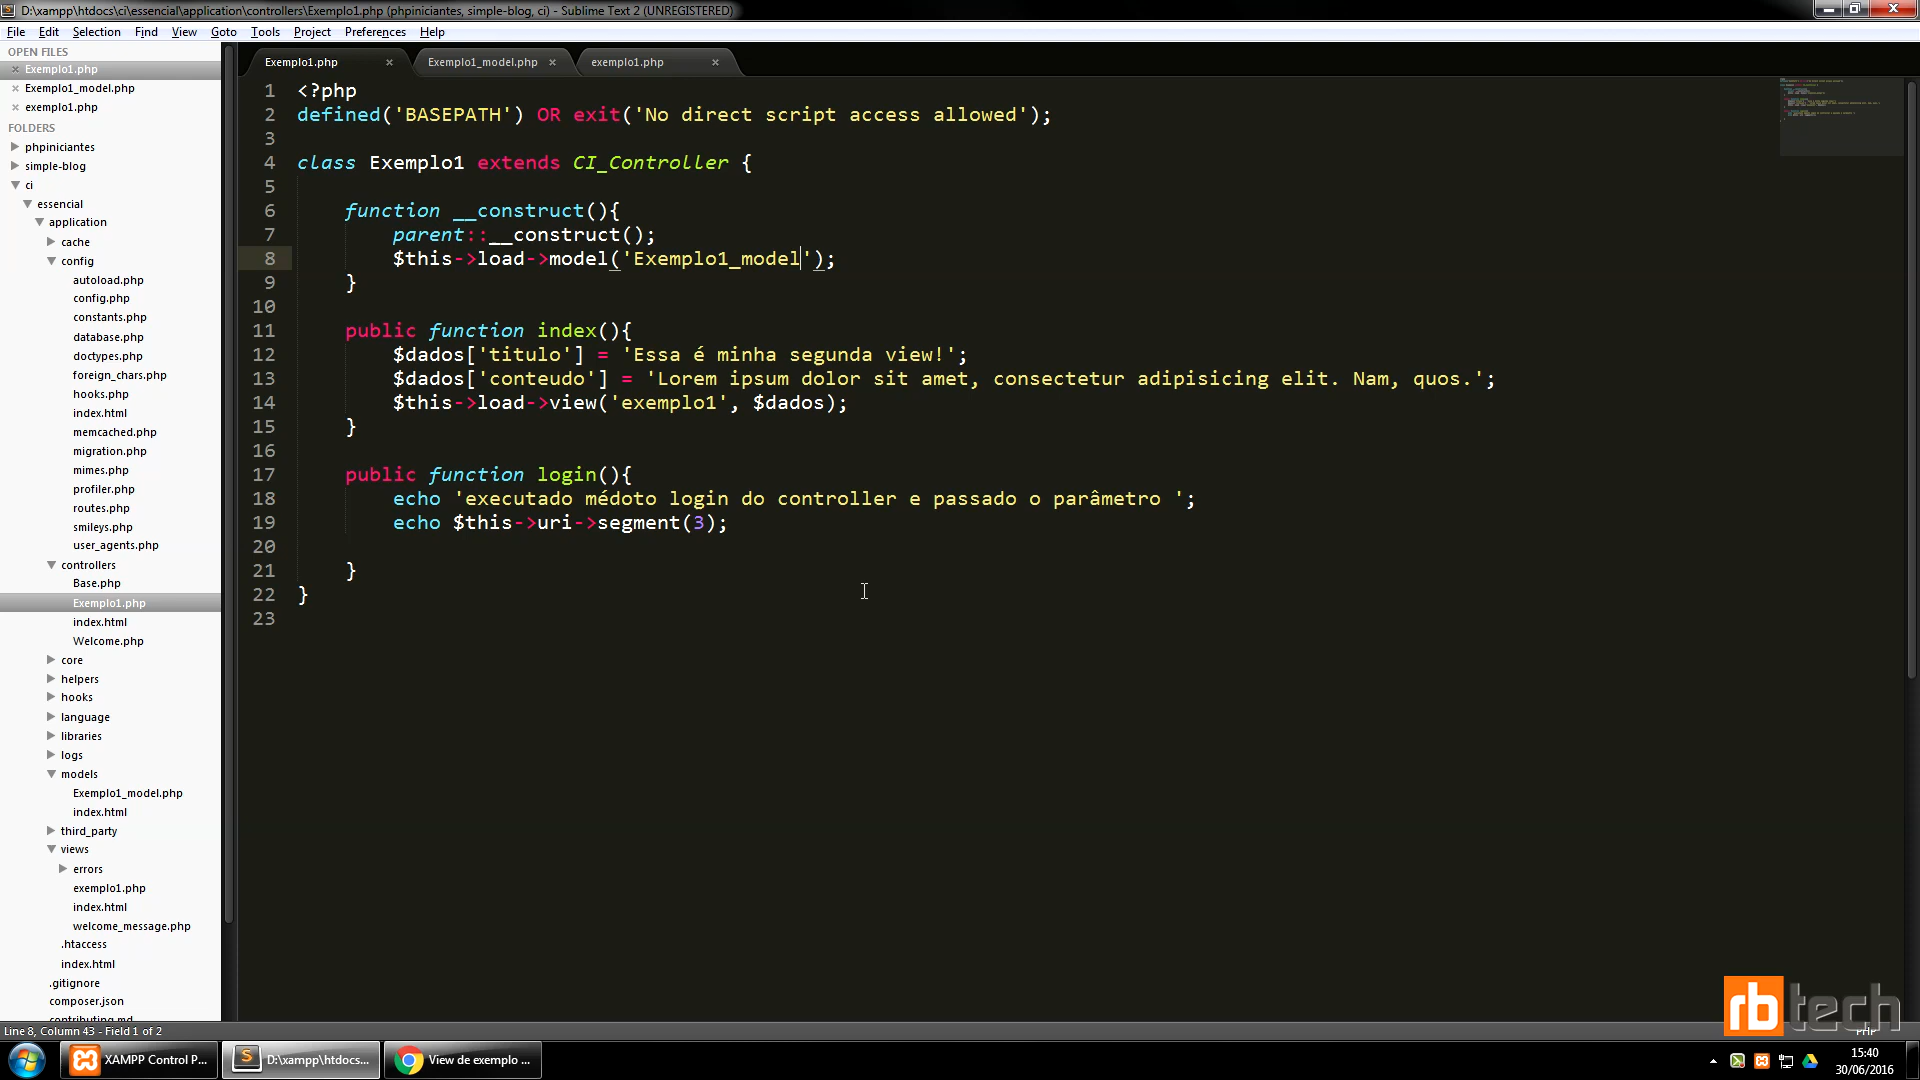 D:\xampp\htdocs\ci\essencial\application\controllers\Exemplo1.php (phpiniciantes, simple-blog, ci) - Sublime Text 2 (UNREGISTERED)
File Edit Selection Find View Goto Tools Project Preferences Help
OPEN FILES
Exemplo1.php
Exemplo1_model.php
exemplo1.php
FOLDERS
phpiniciantes
simple-blog
ci
essencial
application
cache
config
autoload.php
config.php
constants.php
database.php
doctypes.php
foreign_chars.php
hooks.php
index.html
memcached.php
migration.php
mimes.php
profiler.php
routes.php
smileys.php
user_agents.php
controllers
Base.php
Exemplo1.php
index.html
Welcome.php
core
helpers
hooks
language
libraries
logs
models
Exemplo1_model.php
index.html
third_party
views
errors
exemplo1.php
index.html
welcome_message.php
.htaccess
index.html
.gitignore
composer.json
contributing.md
Exemplo1.php Exemplo1_model.php exemplo1.php
1 <?php
2 defined('BASEPATH') OR exit('No direct script access allowed');
3
4 class Exemplo1 extends CI_Controller {
5
6 function __construct(){
7 parent::__construct();
8 $this->load->model('Exemplo1_model');
9 }
10
11 public function index(){
12 $dados['titulo'] = 'Essa é minha segunda view!';
13 $dados['conteudo'] = 'Lorem ipsum dolor sit amet, consectetur adipisicing elit. Nam, quos.';
14 $this->load->view('exemplo1', $dados);
15 }
16
17 public function login(){
18 echo 'executado médoto login do controller e passado o parâmetro ';
19 echo $this->uri->segment(3);
20
21 }
22 }
23
rbtech
Line 8, Column 43 - Field 1 of 2
PHP
XAMPP Control P...
D:\xampp\htdocs...
View de exemplo ...
15:40
30/06/2016